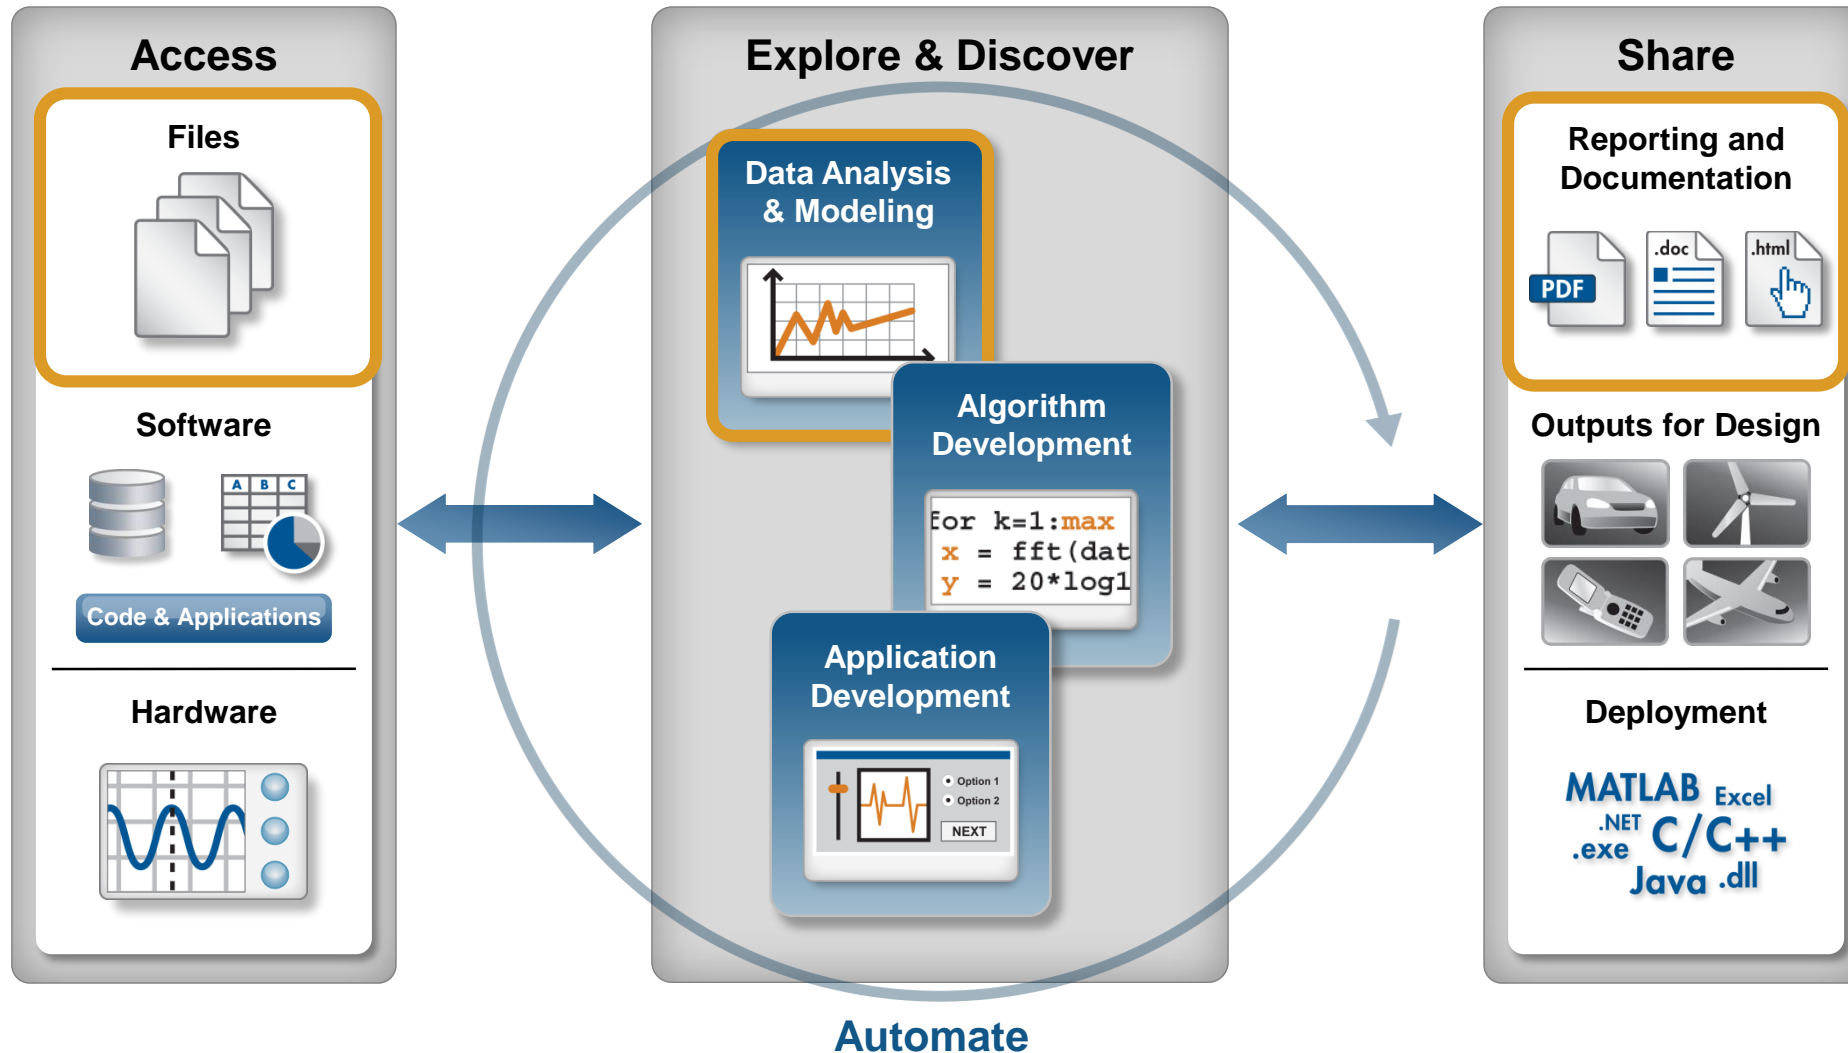 Access
Files
Software
A B C
Code & Applications
Hardware
Explore & Discover
Data Analysis
& Modeling
Algorithm
Development
for k=1:max
x = fft(dat
y = 20*log1
Application
Development
Option 1
Option 2
NEXT
Automate
Share
Reporting and
Documentation
PDF
.doc
.html
Outputs for Design
Deployment
MATLAB Excel
.NET C/C++
.exe
Java .dll